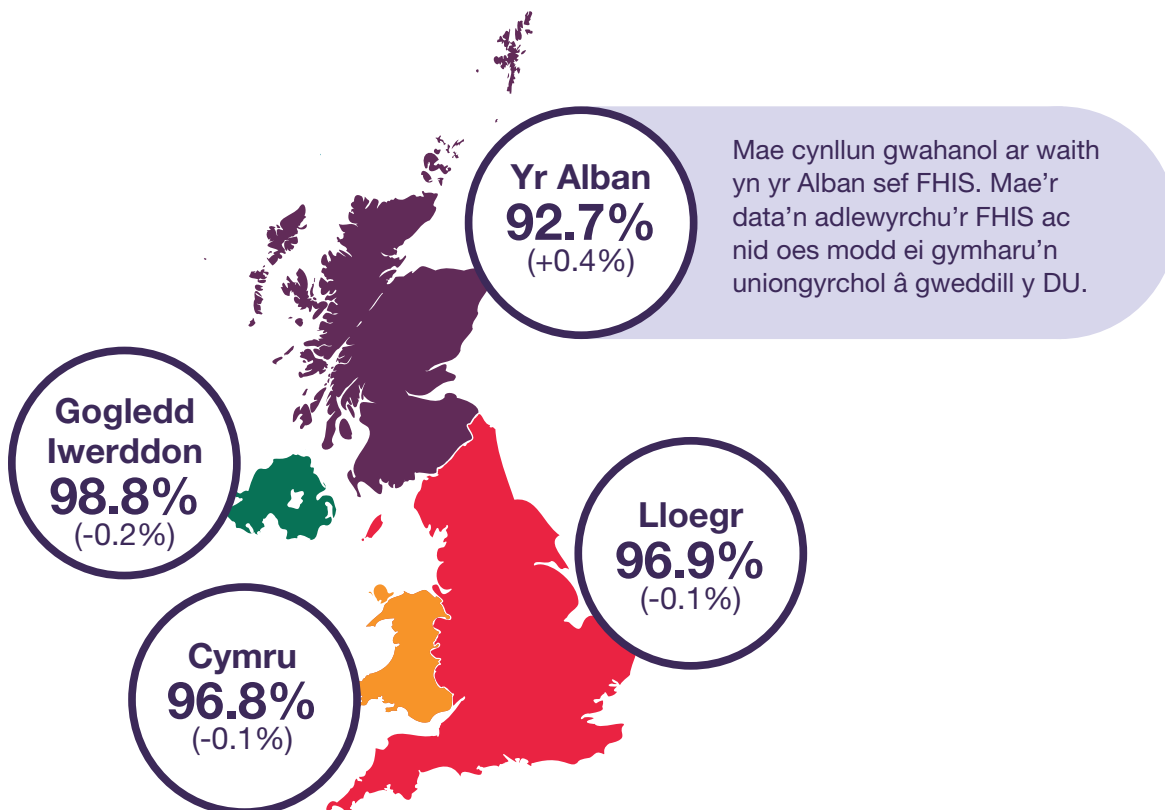 Yr Alban
92.7%
(+0.4%)
Mae cynllun gwahanol ar waith
yn yr Alban sef FHIS. Mae'r
data'n adlewyrchu'r FHIS ac
nid oes modd ei gymharu'n
uniongyrchol â gweddill y DU.
Gogledd
Iwerddon
98.8%
(-0.2%)
Lloegr
96.9%
(-0.1%)
Cymru
96.8%
(-0.1%)